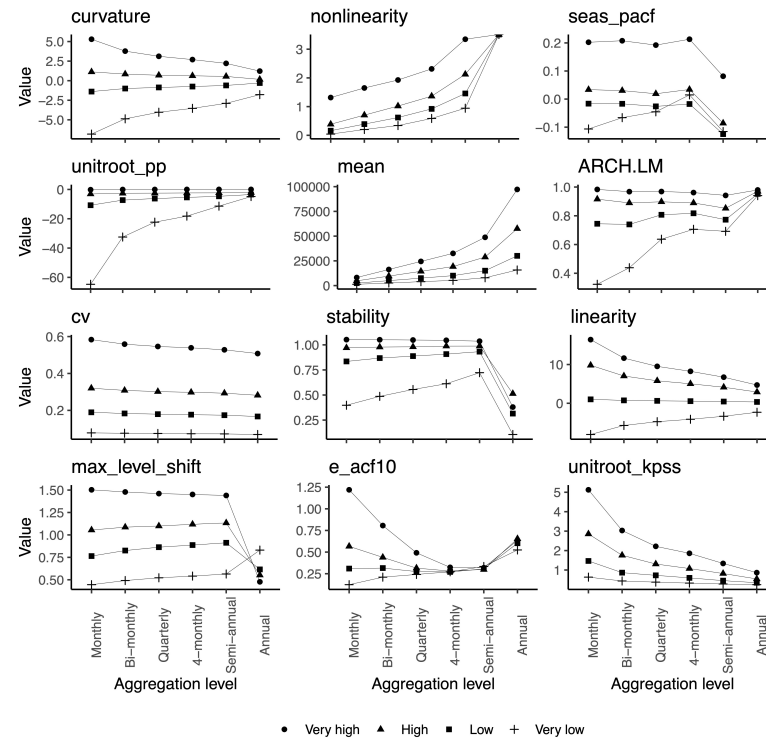 curvature
nonlinearity
seas_pacf
Value
5.0
2.5
0.0
−2.5
−5.0
3
2
1
0
0.2
0.1
0.0
−0.1
unitroot_pp
mean
ARCH.LM
Value
0
−20
−40
−60
100000
75000
50000
25000
0
1.0
0.8
0.6
0.4
cv
stability
linearity
Value
0.6
0.4
0.2
1.00
0.75
0.50
0.25
10
0
max_level_shift
e_acf10
unitroot_kpss
Value
1.50
1.25
1.00
0.75
0.50
1.25
1.00
0.75
0.50
0.25
5
4
3
2
1
Monthly
Bi−monthly
Quarterly
4−monthly
Semi−annual
Annual
Monthly
Bi−monthly
Quarterly
4−monthly
Semi−annual
Annual
Monthly
Bi−monthly
Quarterly
4−monthly
Semi−annual
Annual
Aggregation level
Aggregation level
Aggregation level
Very high
High
Low
Very low